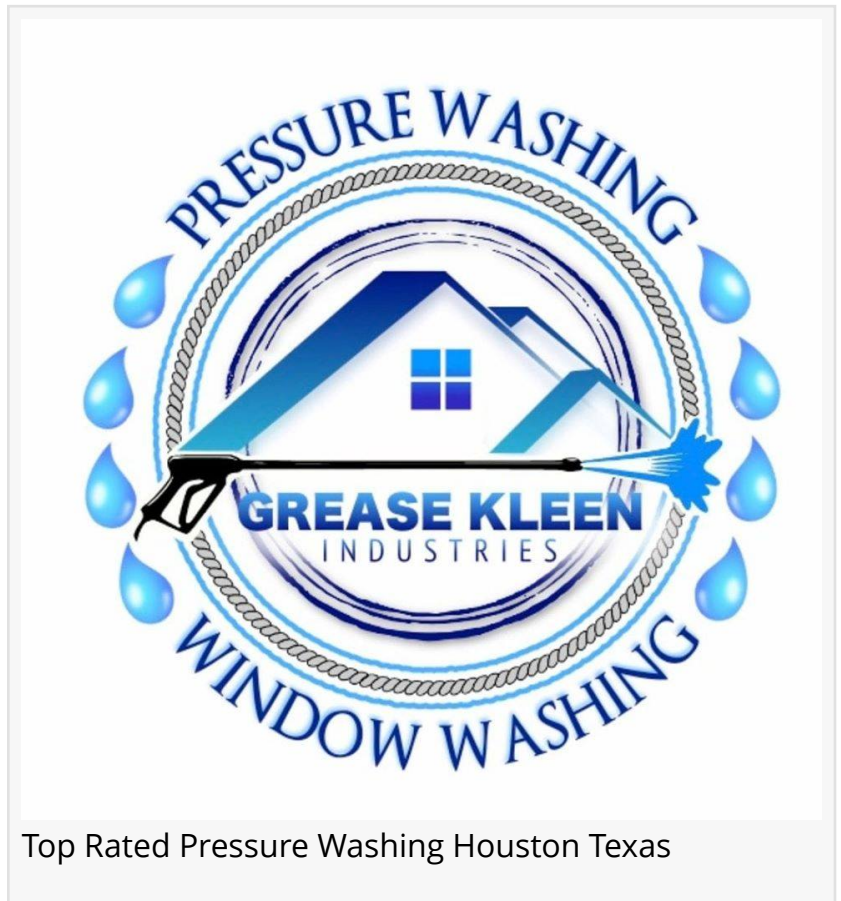 PRESSURE WASHING
GREASE KLEEN
INDUSTRIES
WINDOW WASHING
Top Rated Pressure Washing Houston Texas